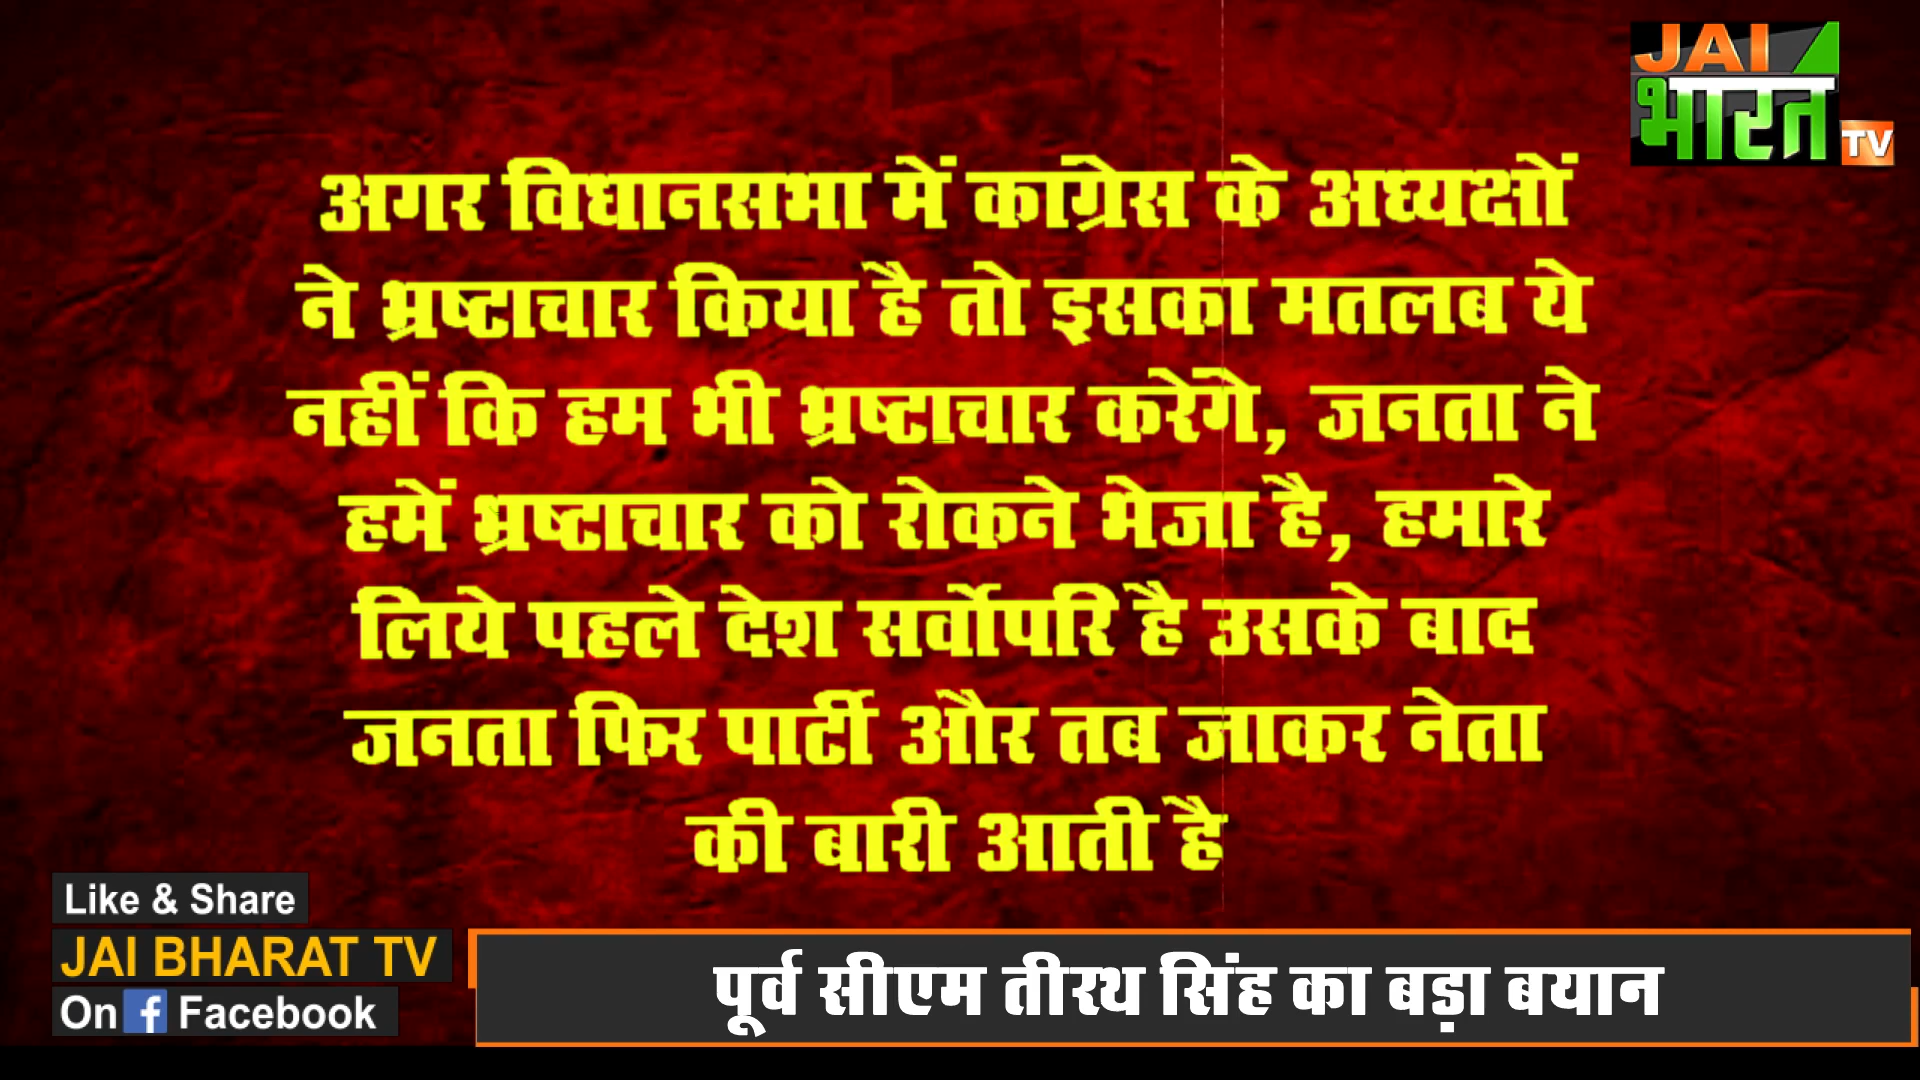 JAI
भारत
TV
अगर विधानसभा में काग्रेस के अध्यक्षों
ने भ्रष्टाचार किया है तो इसका मतलब ये
नहीं कि हम भी भ्रष्टाचार करेंगे, जनता ने
हमें भ्रष्टाचार को रोकने भेजा है, हमारे
लिये पहले देश सर्वोपरि है उसके बाद
जनता फिर पार्टी और तब जाकर नेता
की बारी आती है
Like & Share
JAI BHARAT TV
On f Facebook
पूर्व सीएम तीरथ सिंह का बड़ा बयान